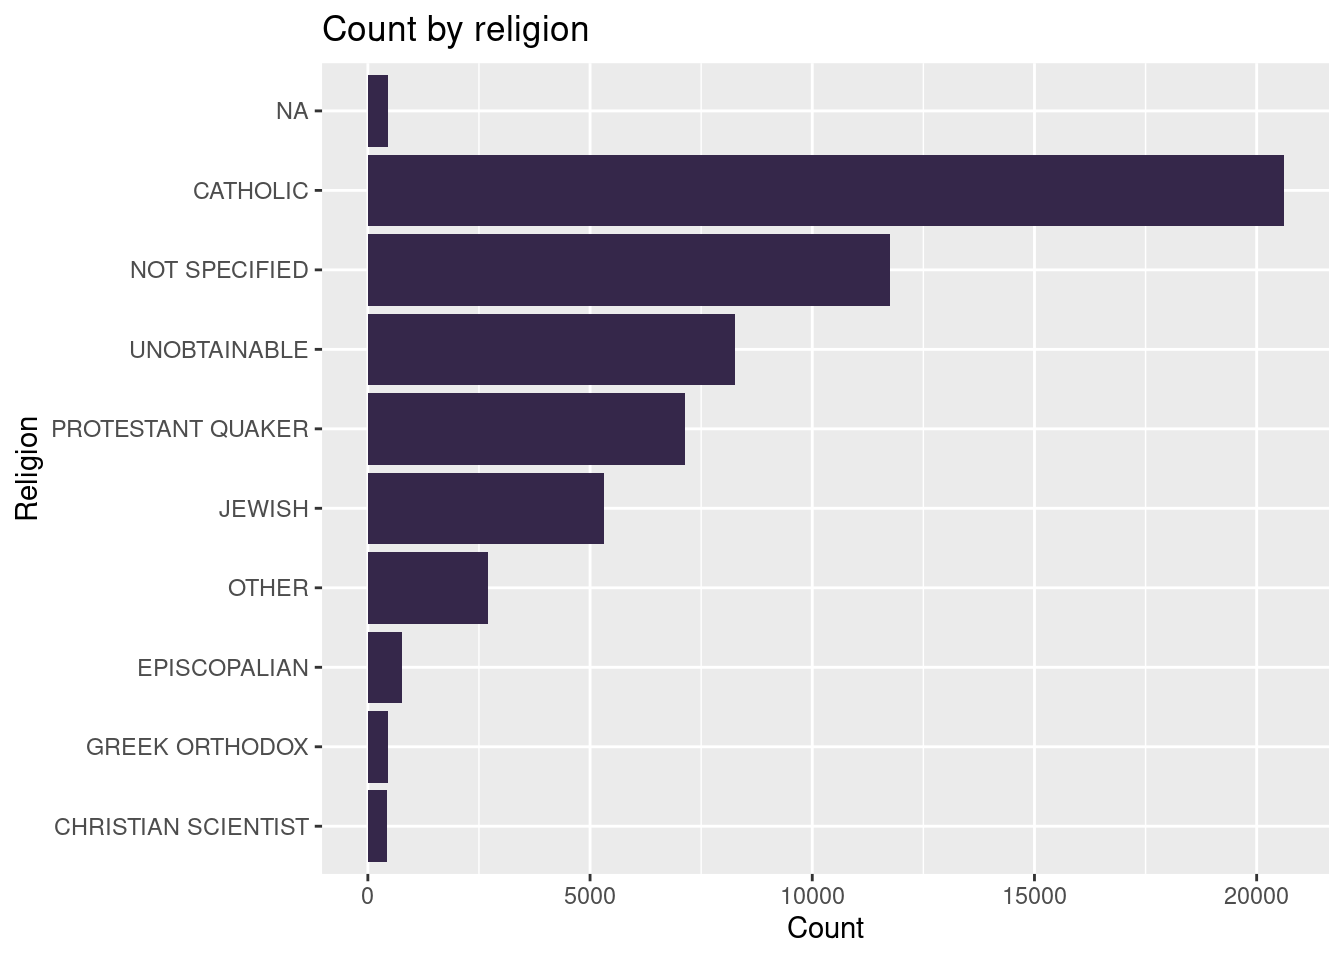 Count by religion
NA
CATHOLIC
NOT SPECIFIED
UNOBTAINABLE
PROTESTANT QUAKER
JEWISH
OTHER
EPISCOPALIAN
GREEK ORTHODOX
CHRISTIAN SCIENTIST
Religion
0 5000 10000 15000 20000
Count